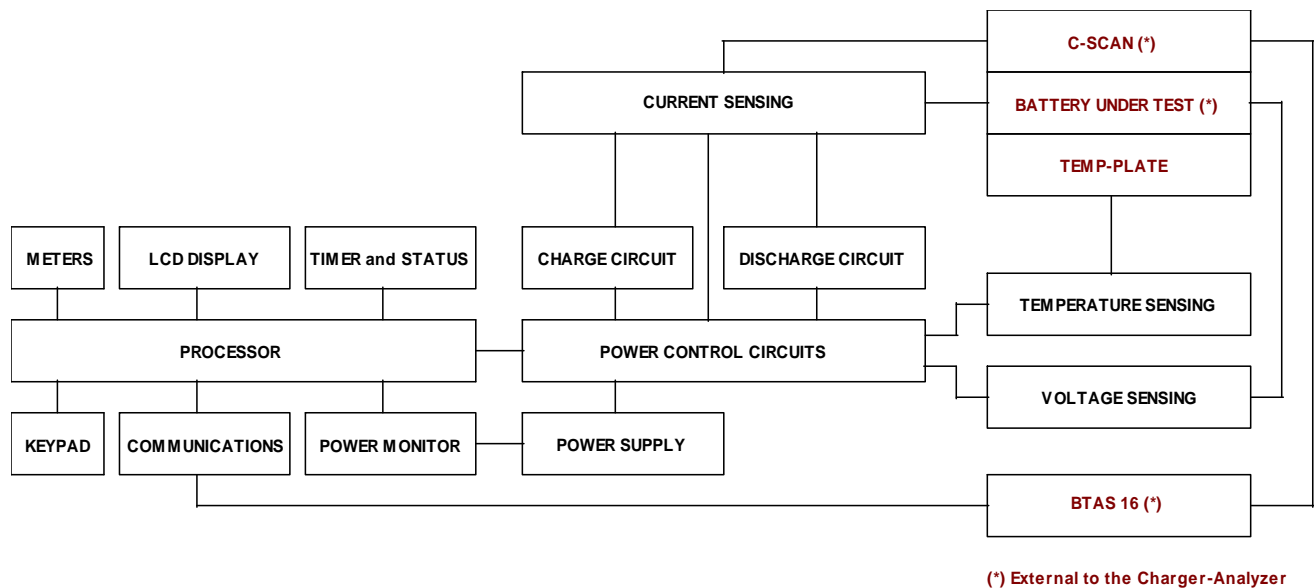 C-SCAN (*)
CURRENT SENSING
BATTERY UNDER TEST (*)
TEMP-PLATE
METERS
LCD DISPLAY
TIMER and STATUS
CHARGE CIRCUIT
DISCHARGE CIRCUIT
TEMPERATURE SENSING
PROCESSOR
POWER CONTROL CIRCUITS
VOLTAGE SENSING
KEYPAD
COMMUNICATIONS
POWER MONITOR
POWER SUPPLY
BTAS 16 (*)
(*) External to the Charger-Analyzer